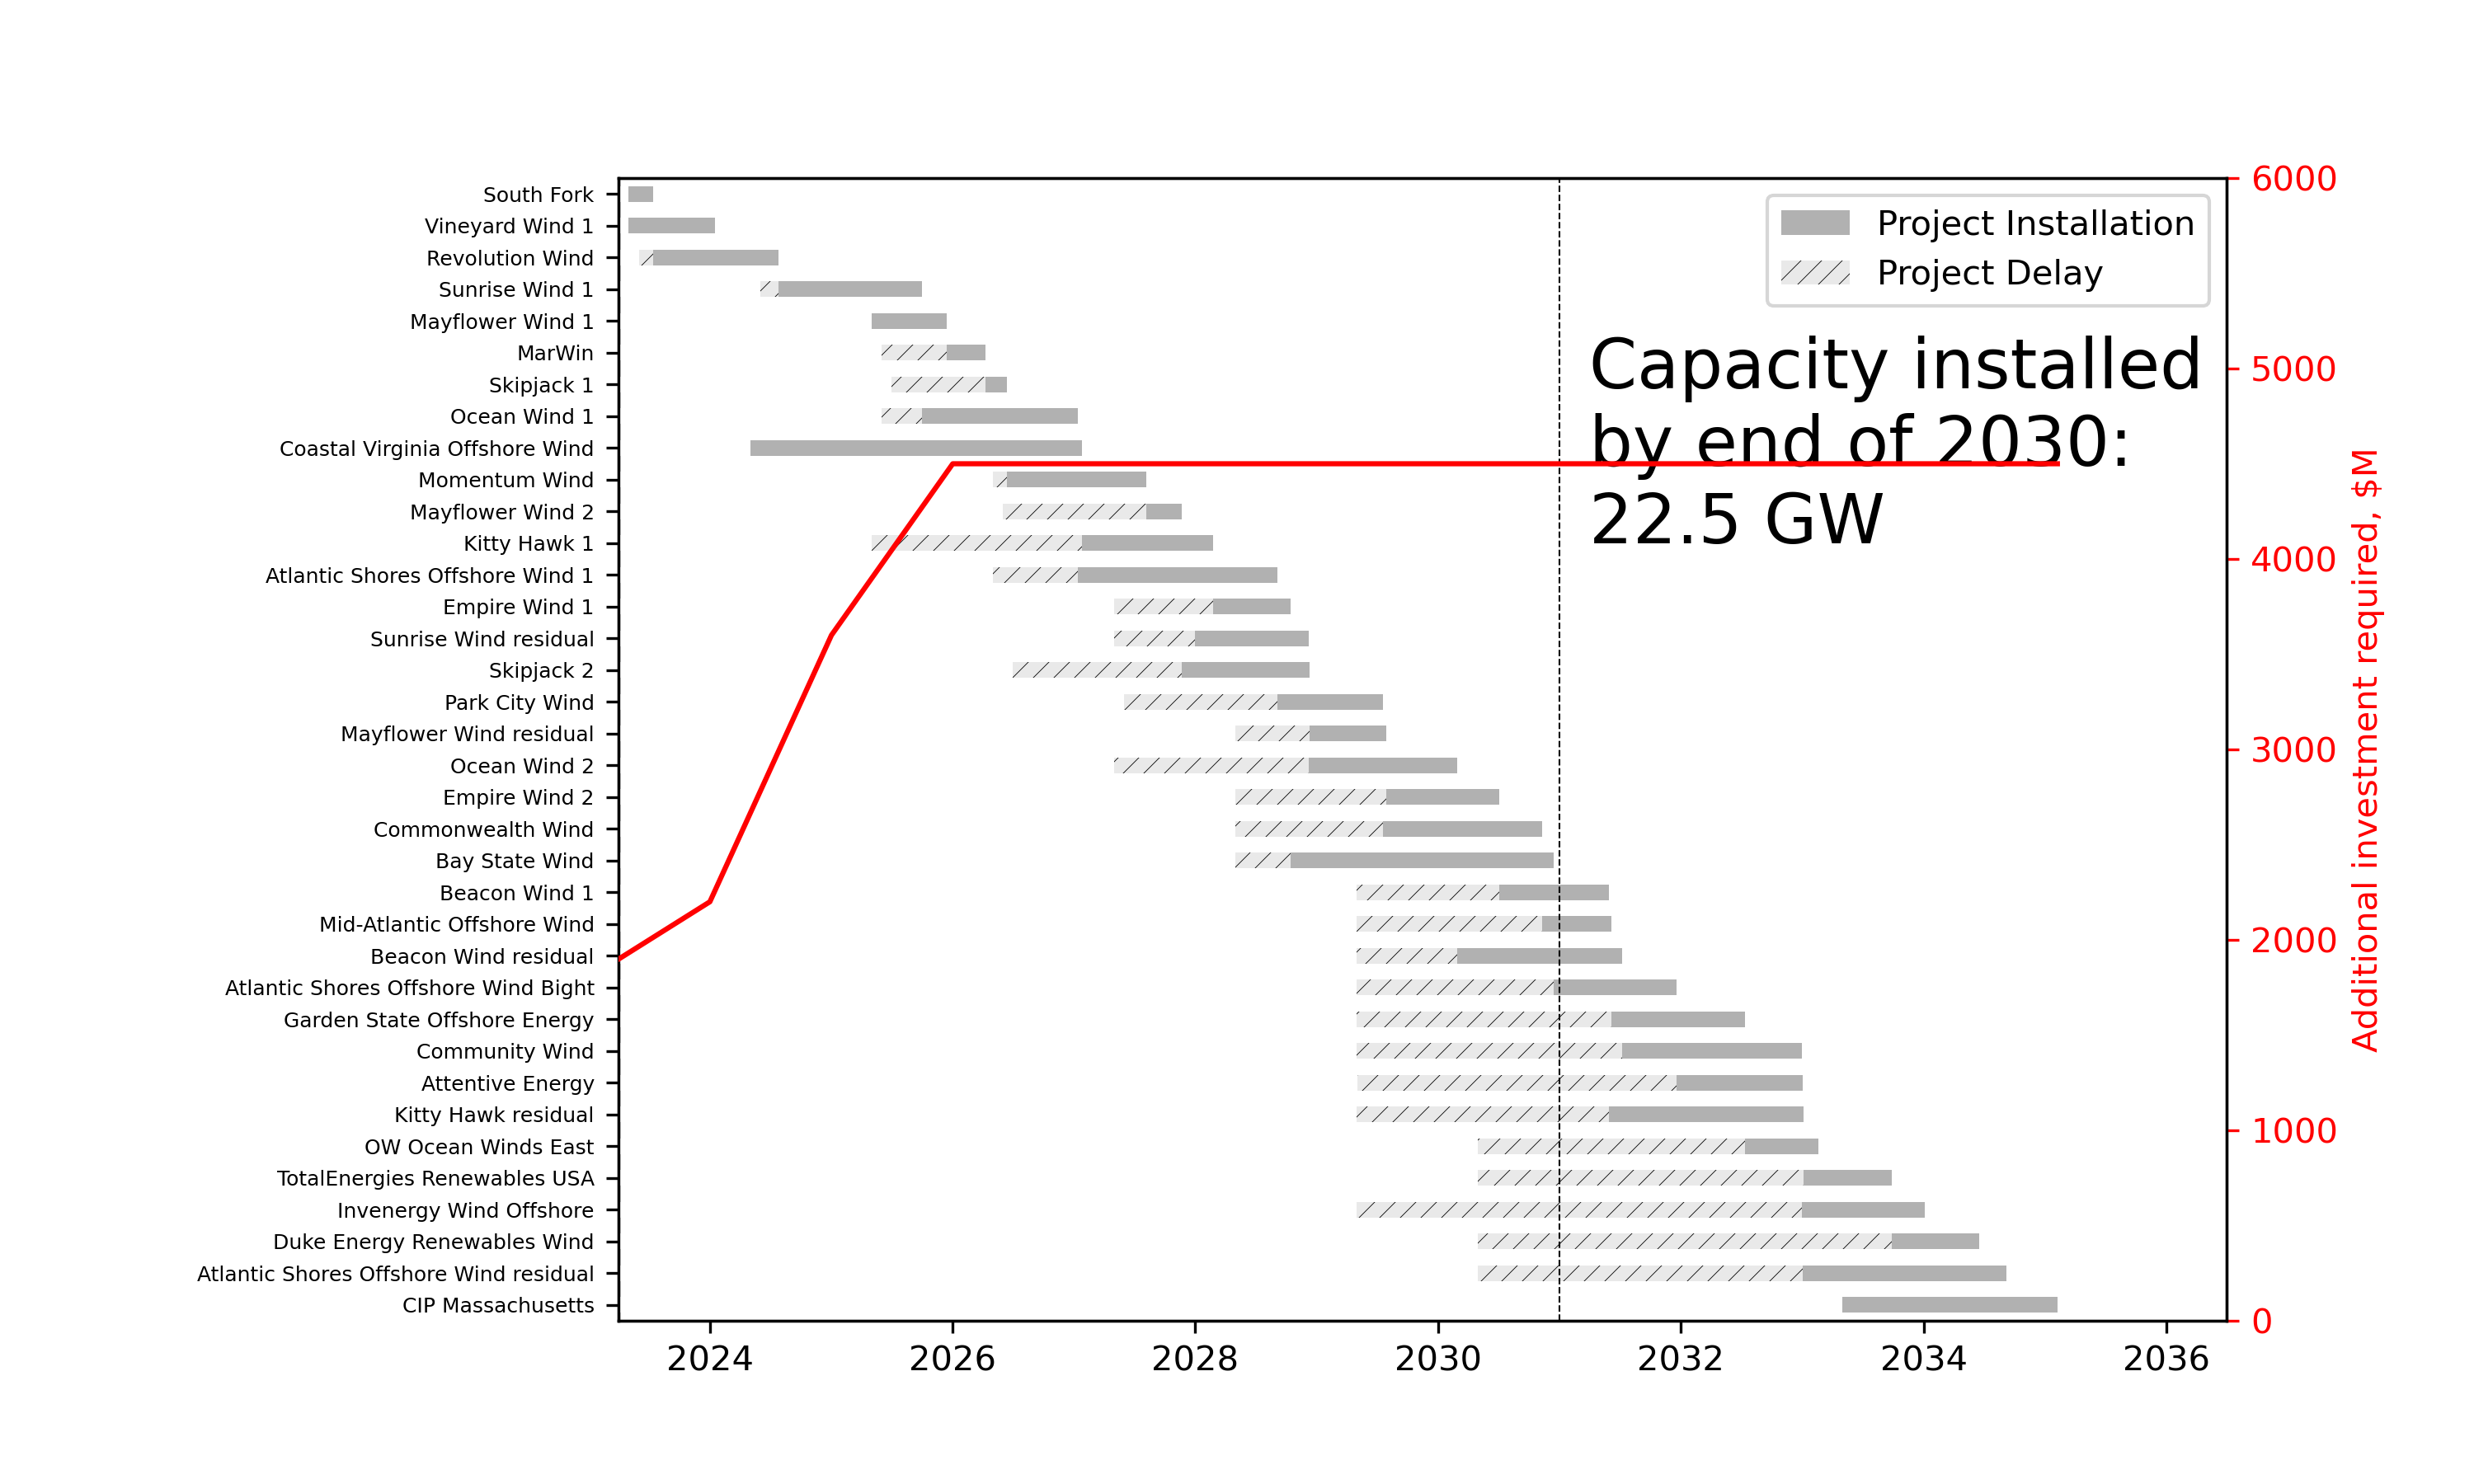 South Fork
Vineyard Wind 1
Revolution Wind
Sunrise Wind 1
Mayflower Wind 1
MarWin
Skipjack 1
Ocean Wind 1
Coastal Virginia Offshore Wind
Momentum Wind
Mayflower Wind 2
Kitty Hawk 1
Atlantic Shores Offshore Wind 1
Empire Wind 1
Sunrise Wind residual
Skipjack 2
Park City Wind
Mayflower Wind residual
Ocean Wind 2
Empire Wind 2
Commonwealth Wind
Bay State Wind
Beacon Wind 1
Mid-Atlantic Offshore Wind
Beacon Wind residual
Atlantic Shores Offshore Wind Bight
Garden State Offshore Energy
Community Wind
Attentive Energy
Kitty Hawk residual
OW Ocean Winds East
TotalEnergies Renewables USA
Invenergy Wind Offshore
Duke Energy Renewables Wind
Atlantic Shores Offshore Wind residual
CIP Massachusetts
2024 2026 2028 2030 2032 2034 2036
Project Installation
Project Delay
Capacity installed
by end of 2030:
22.5 GW
6000
5000
4000
3000
2000
1000
0
Additional investment required, $M